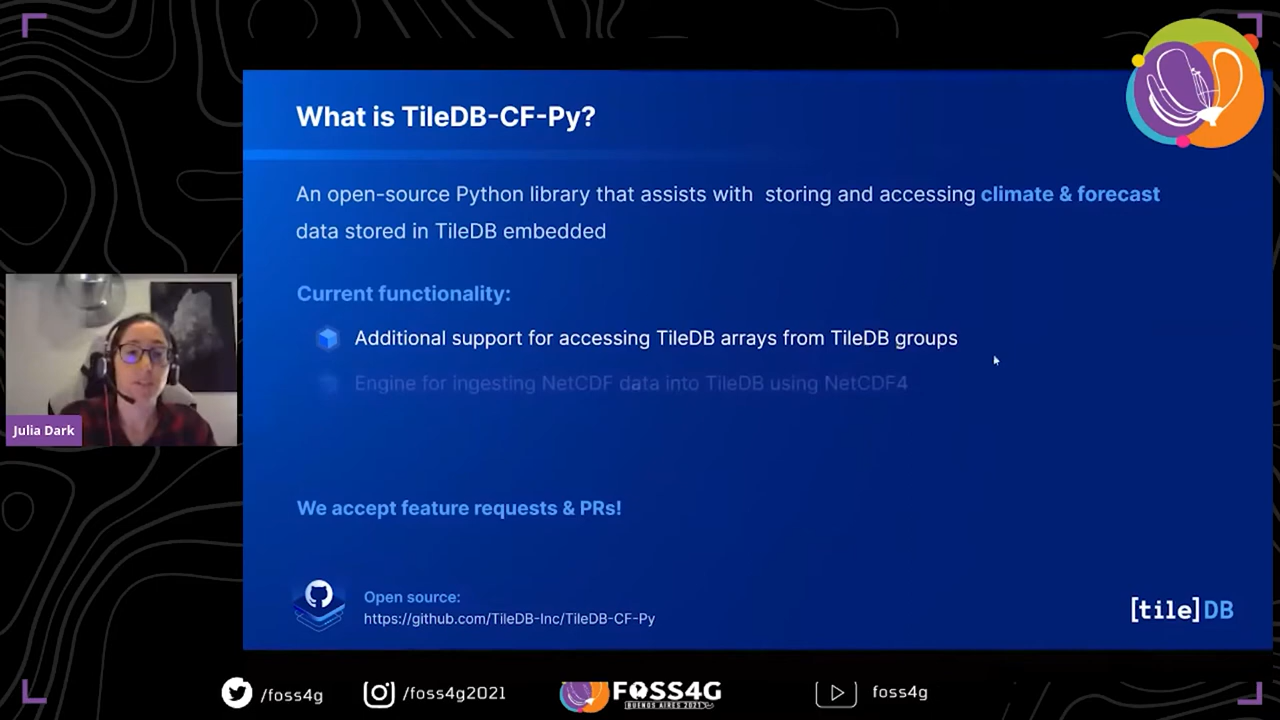 What is TileDB-CF-Py?
An open-source Python library that assists with storing and accessing climate & forecast
data stored in TileDB embedded
Current functionality:
Additional support for accessing TileDB arrays from TileDB groups
Engine for ingesting NetCDF data into TileDB using NetCDF4
Julia Dark
We accept feature requests & PRs!
Open source:
https://github.com/TileDB-Inc/TileDB-CF-Py
[tile]DB
/foss4g
/foss4g2021
FOSS4G
BUENOS AIRES 2021
foss4g